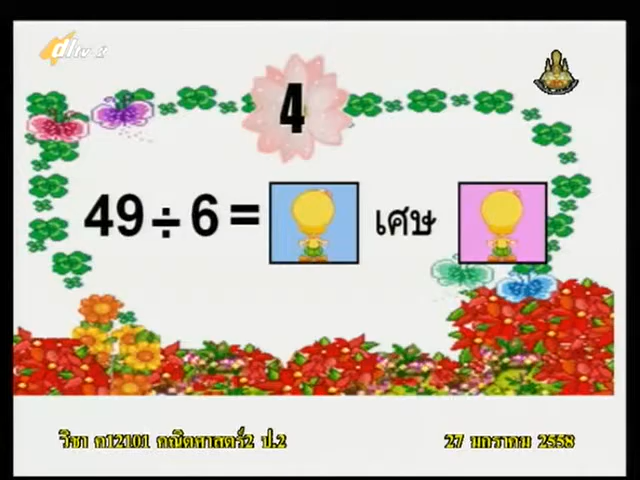 dltv 2
4
49÷6= เศษ
วิชา ค12101 คณิตศาสตร์2 ป.2
27 มกราคม 2558